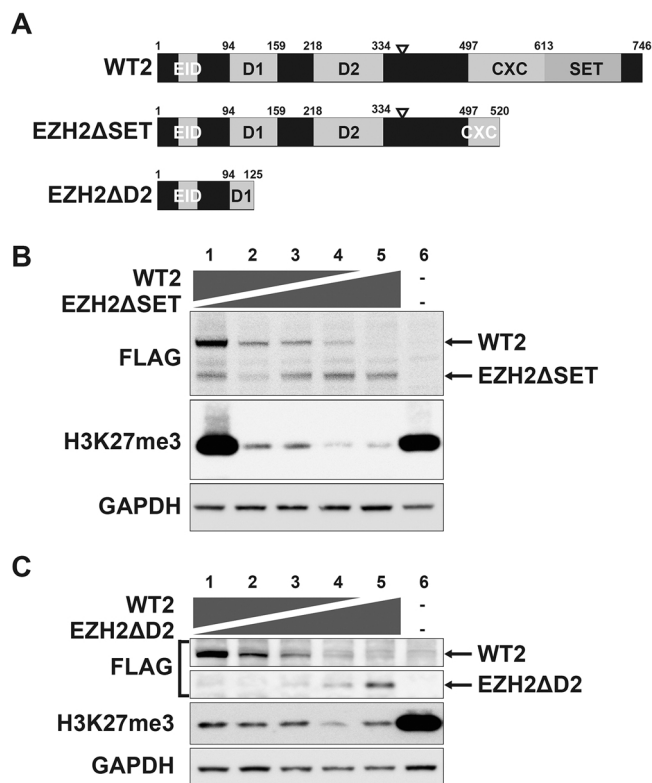 A
1 94 159 218 334 497 613 746
WT2 EID D1 D2 CXC SET
1 94 159 218 334 497 520
EZH2ΔSET EID D1 D2 CXC
1 94 125
EZH2ΔD2 EID D1
B
1 2 3 4 5 6
WT2 -
EZH2ΔSET -
FLAG
WT2
EZH2ΔSET
H3K27me3
GAPDH
C
1 2 3 4 5 6
WT2 -
EZH2ΔD2 -
FLAG
WT2
EZH2ΔD2
H3K27me3
GAPDH